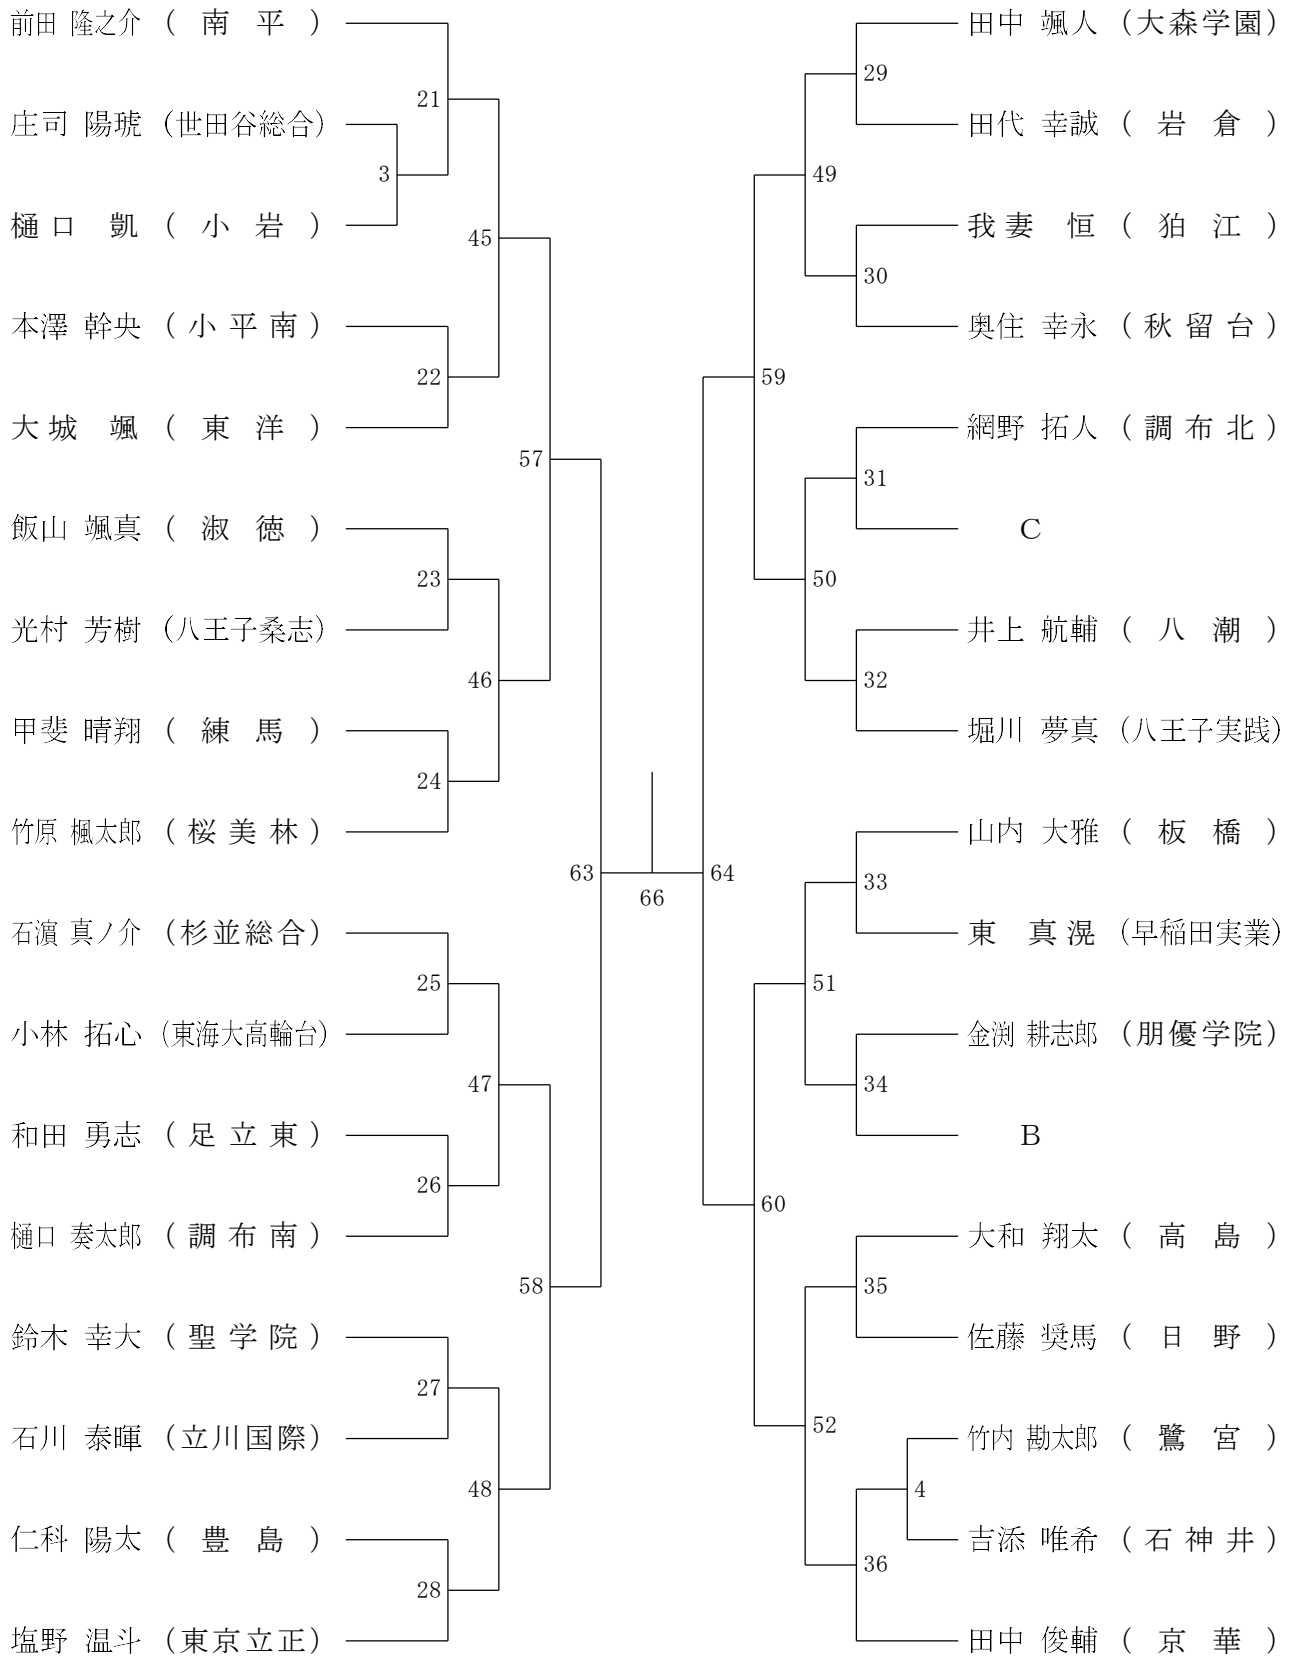 前田 隆之介 （ 南 平 ）
21
庄司 陽琥 （世田谷総合）
3
樋口 凱 （ 小 岩 ）
45
本澤 幹央 （ 小 平 南 ）
22
大城 颯 （ 東 洋 ）
57
飯山 颯真 （ 淑 徳 ）
23
光村 芳樹 （八王子桑志）
46
甲斐 晴翔 （ 練 馬 ）
24
竹原 楓太郎 （ 桜 美 林 ）
63
石濵 真ノ介 （杉並総合）
25
小林 拓心 （東海大高輪台）
47
和田 勇志 （ 足 立 東 ）
26
樋口 奏太郎 （ 調 布 南 ）
58
鈴木 幸大 （ 聖 学 院 ）
27
石川 泰暉 （立川国際）
48
仁科 陽太 （ 豊 島 ）
28
塩野 温斗 （東京立正）
66
田中 颯人 （大森学園）
29
田代 幸誠 （ 岩 倉 ）
49
我妻 恒 （ 狛 江 ）
30
奥住 幸永 （ 秋 留 台 ）
59
網野 拓人 （ 調 布 北 ）
31
C
50
井上 航輔 （ 八 潮 ）
32
堀川 夢真 （八王子実践）
64
山内 大雅 （ 板 橋 ）
33
東 真滉 （早稲田実業）
51
金渕 耕志郎 （朋優学院）
34
B
60
大和 翔太 （ 高 島 ）
35
佐藤 奨馬 （ 日 野 ）
52
竹内 勘太郎 （ 鷺 宮 ）
4
吉添 唯希 （ 石 神 井 ）
36
田中 俊輔 （ 京 華 ）